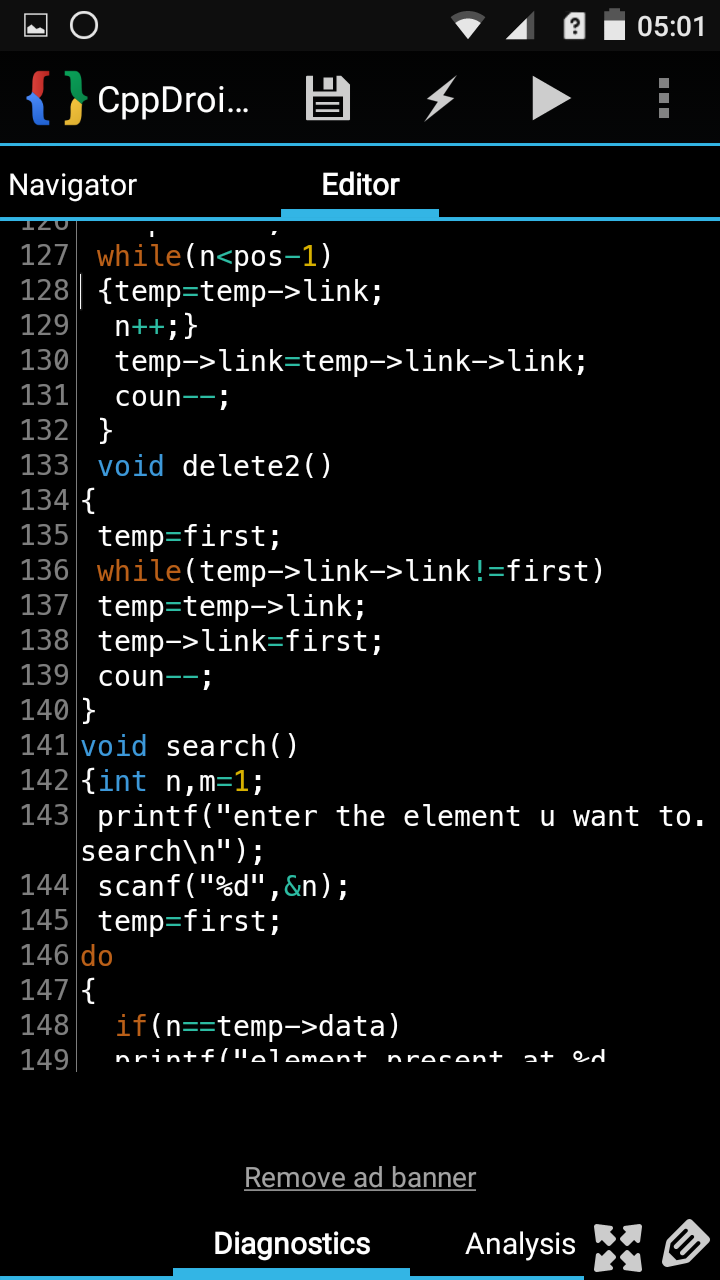 05:01
CppDroi...
Navigator
Editor
126
127 while(n<pos-1)
128 {temp=temp->link;
129 n++;}
130 temp->link=temp->link->link;
131 coun--;
132 }
133 void delete2()
134 {
135 temp=first;
136 while(temp->link->link!=first)
137 temp=temp->link;
138 temp->link=first;
139 coun--;
140 }
141 void search()
142 {int n,m=1;
143 printf("enter the element u want to.
search\n");
144 scanf("%d",&n);
145 temp=first;
146 do
147 {
148 if(n==temp->data)
149 printf("element present at %d
Remove ad banner
Diagnostics
Analysis